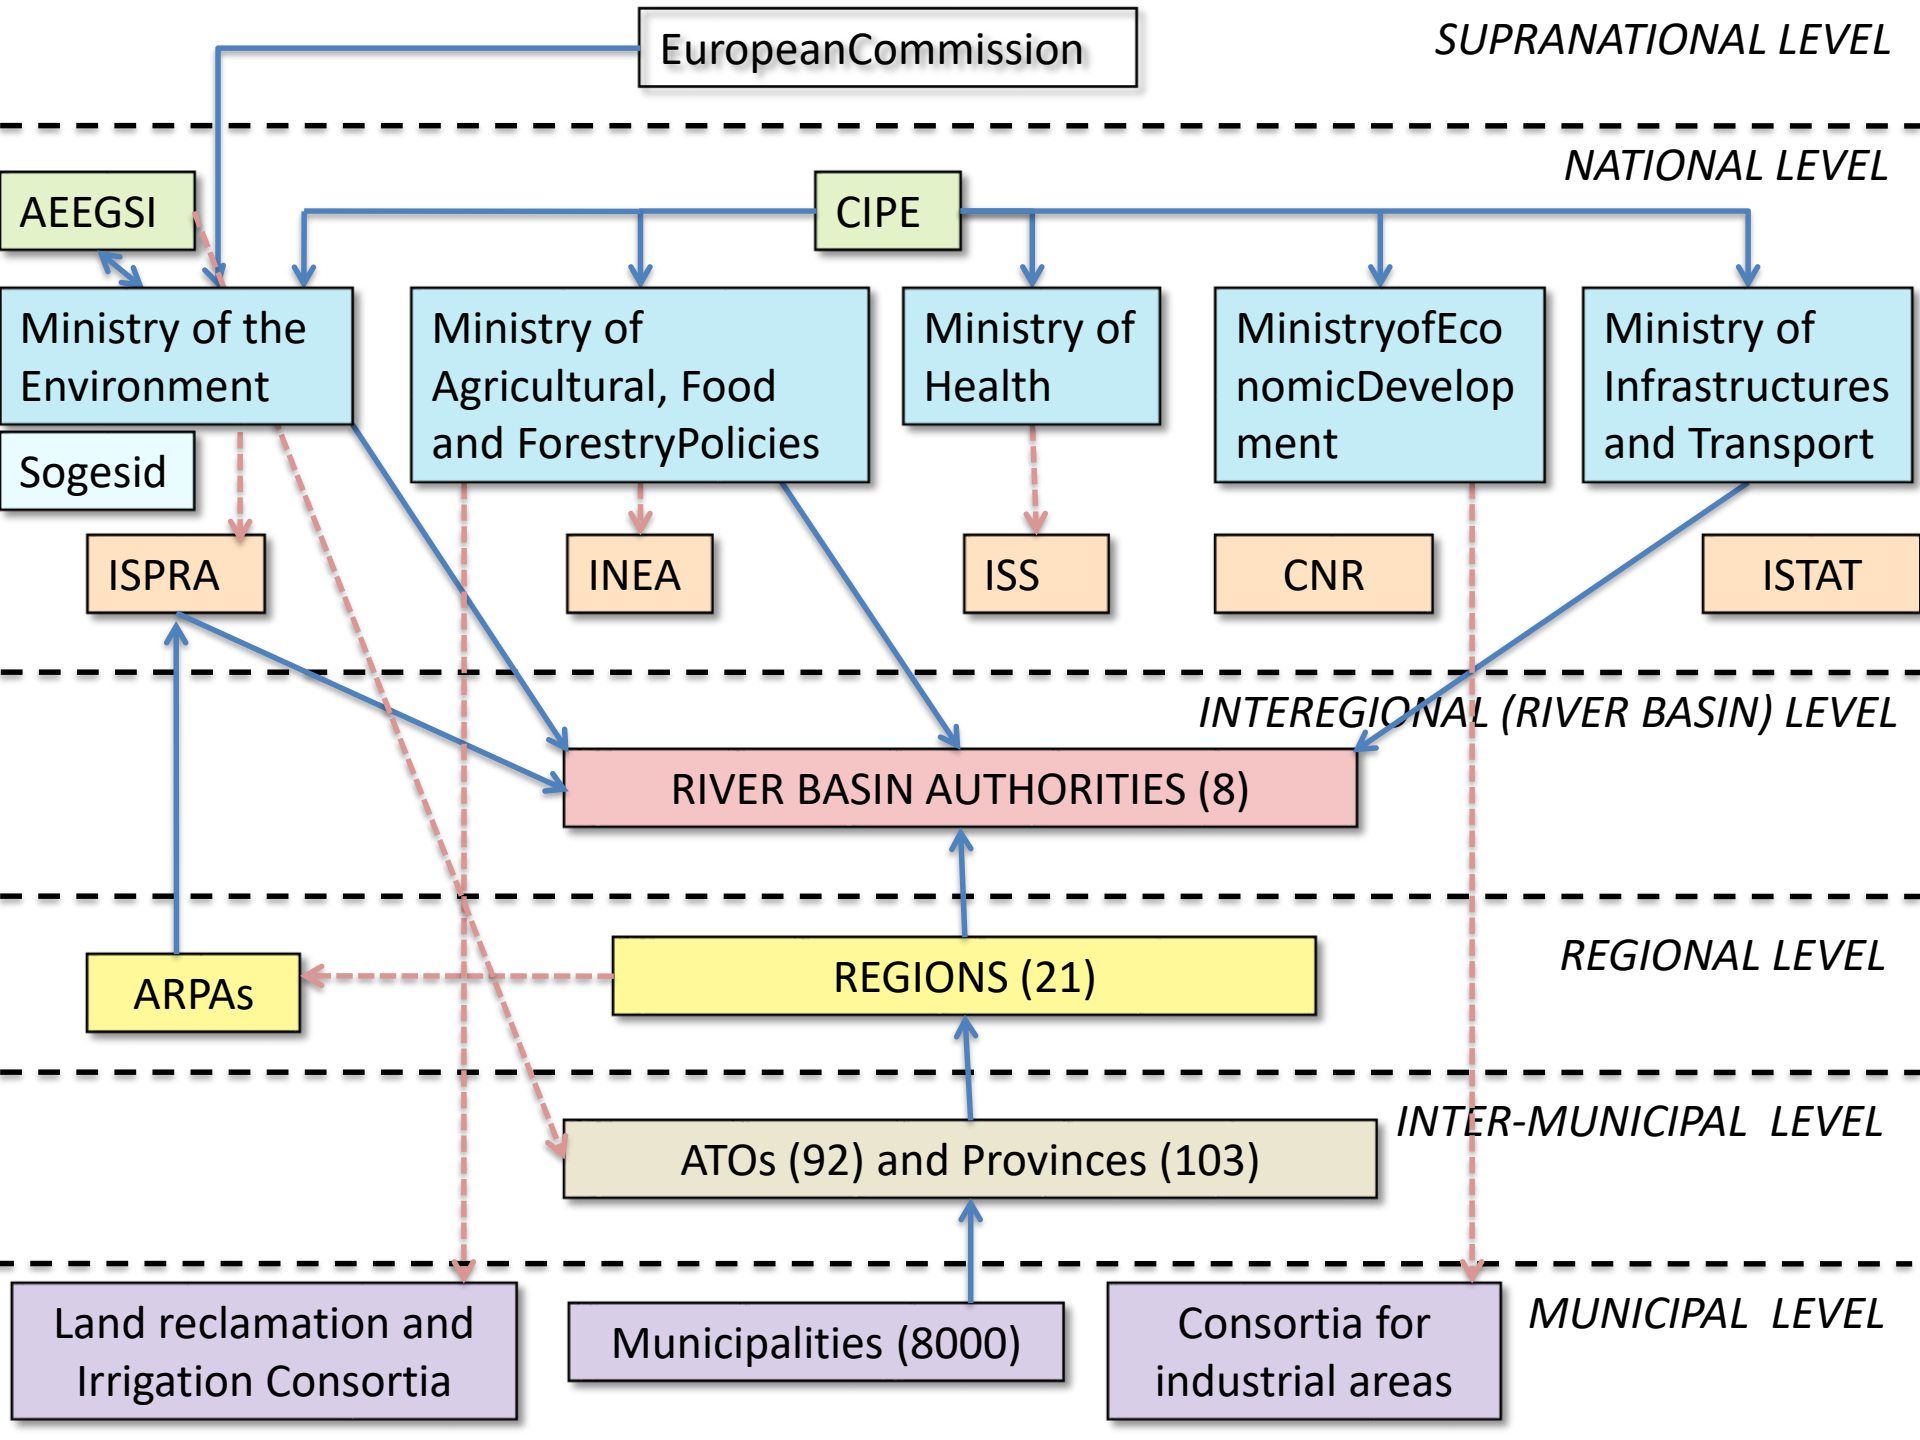 EuropeanCommission
SUPRANATIONAL LEVEL
NATIONAL LEVEL
AEEGSI
CIPE
Ministry of the
Environment
Ministry of
Agricultural, Food
and ForestryPolicies
Ministry of
Health
MinistryofEco
nomicDevelop
ment
Ministry of
Infrastructures
and Transport
Sogesid
ISPRA
INEA
ISS
CNR
ISTAT
INTEREGIONAL (RIVER BASIN) LEVEL
RIVER BASIN AUTHORITIES (8)
REGIONAL LEVEL
ARPAs
REGIONS (21)
INTER-MUNICIPAL LEVEL
ATOs (92) and Provinces (103)
MUNICIPAL LEVEL
Land reclamation and
Irrigation Consortia
Municipalities (8000)
Consortia for
industrial areas